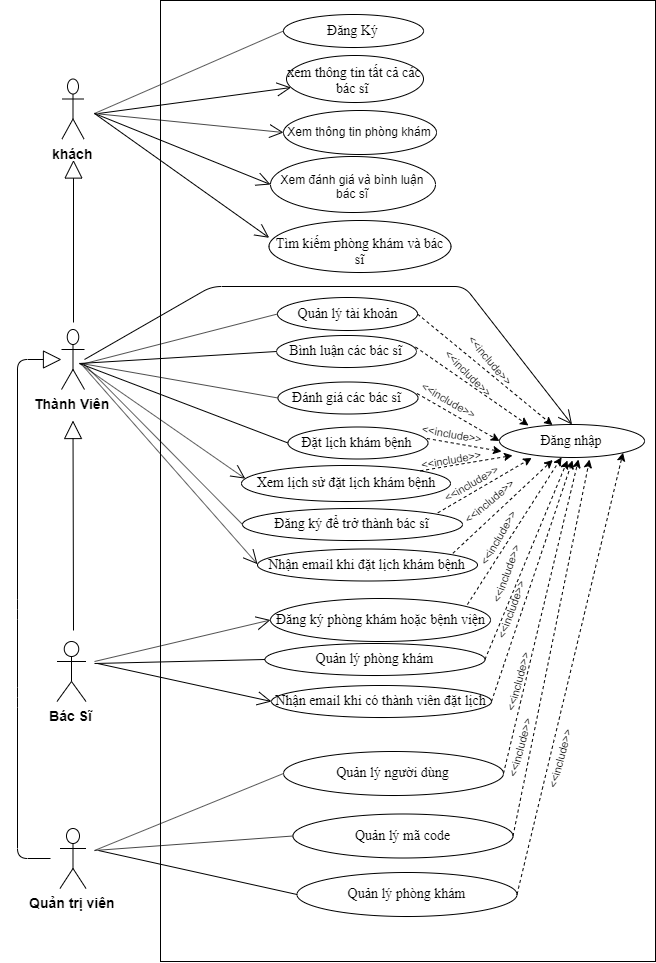 Đăng Ký
xem thông tin tất cả các
bác sĩ
Xem thông tin phòng khám
Xem đánh giá và bình luận
bác sĩ
Tìm kiếm phòng khám và bác
sĩ
khách
Quản lý tài khoản
Bình luận các bác sĩ
Đánh giá các bác sĩ
Đặt lịch khám bệnh
Xem lịch sử đặt lịch khám bệnh
Đăng ký để trở thành bác sĩ
Nhận email khi đặt lịch khám bệnh
Thành Viên
Đăng nhập
<<include>>
<<include>>
<<include>>
<<include>>
<<include>>
<<include>>
<<include>>
<<include>>
<<include>>
<<include>>
<<include>>
<<include>>
<<include>>
Đăng ký phòng khám hoặc bệnh viện
Quản lý phòng khám
Nhận email khi có thành viên đặt lịch
Bác Sĩ
Quản lý người dùng
Quản lý mã code
Quản lý phòng khám
Quản trị viên